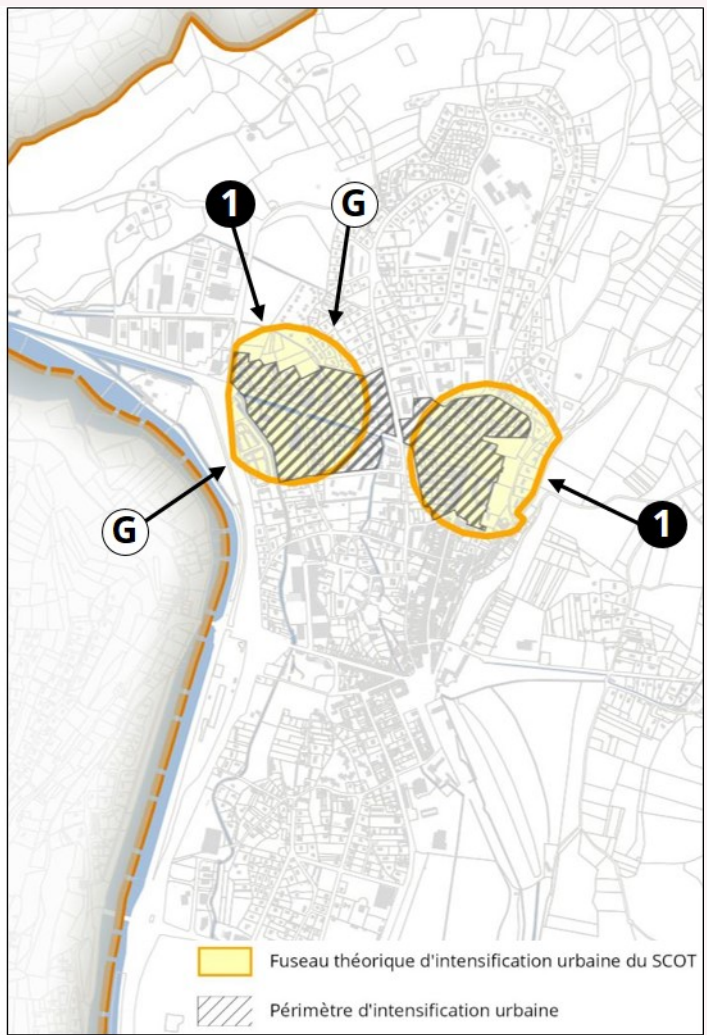 1
G
G
1
Fuseau théorique d'intensification urbaine du SCOT
Périmètre d'intensification urbaine